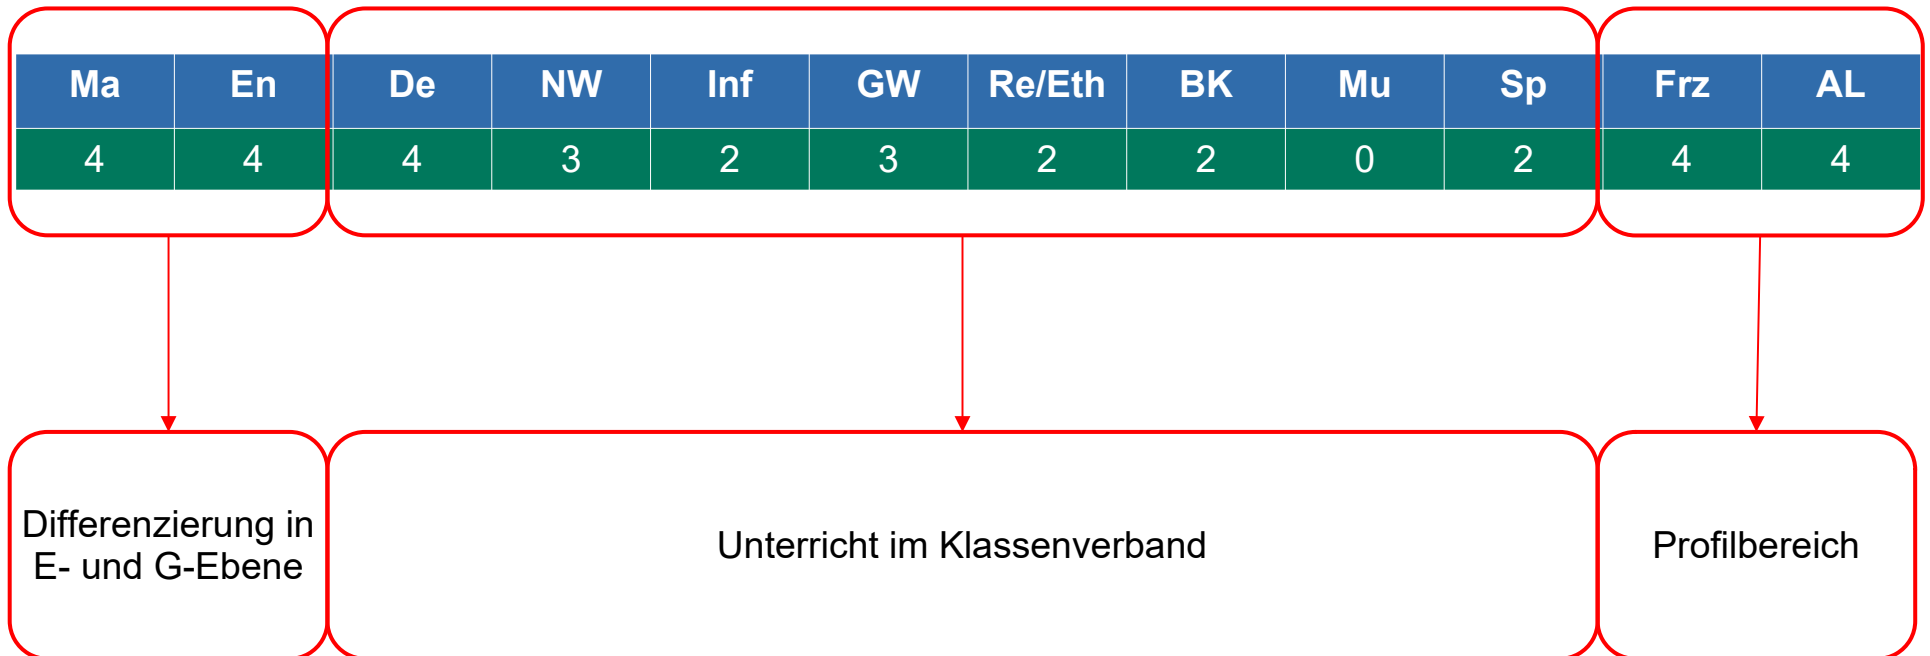 Ma En De NW Inf GW Re/Eth BK Mu Sp Frz AL
4 4 4 3 2 3 2 2 0 2 4 4
Differenzierung in
E- und G-Ebene
Unterricht im Klassenverband
Profilbereich